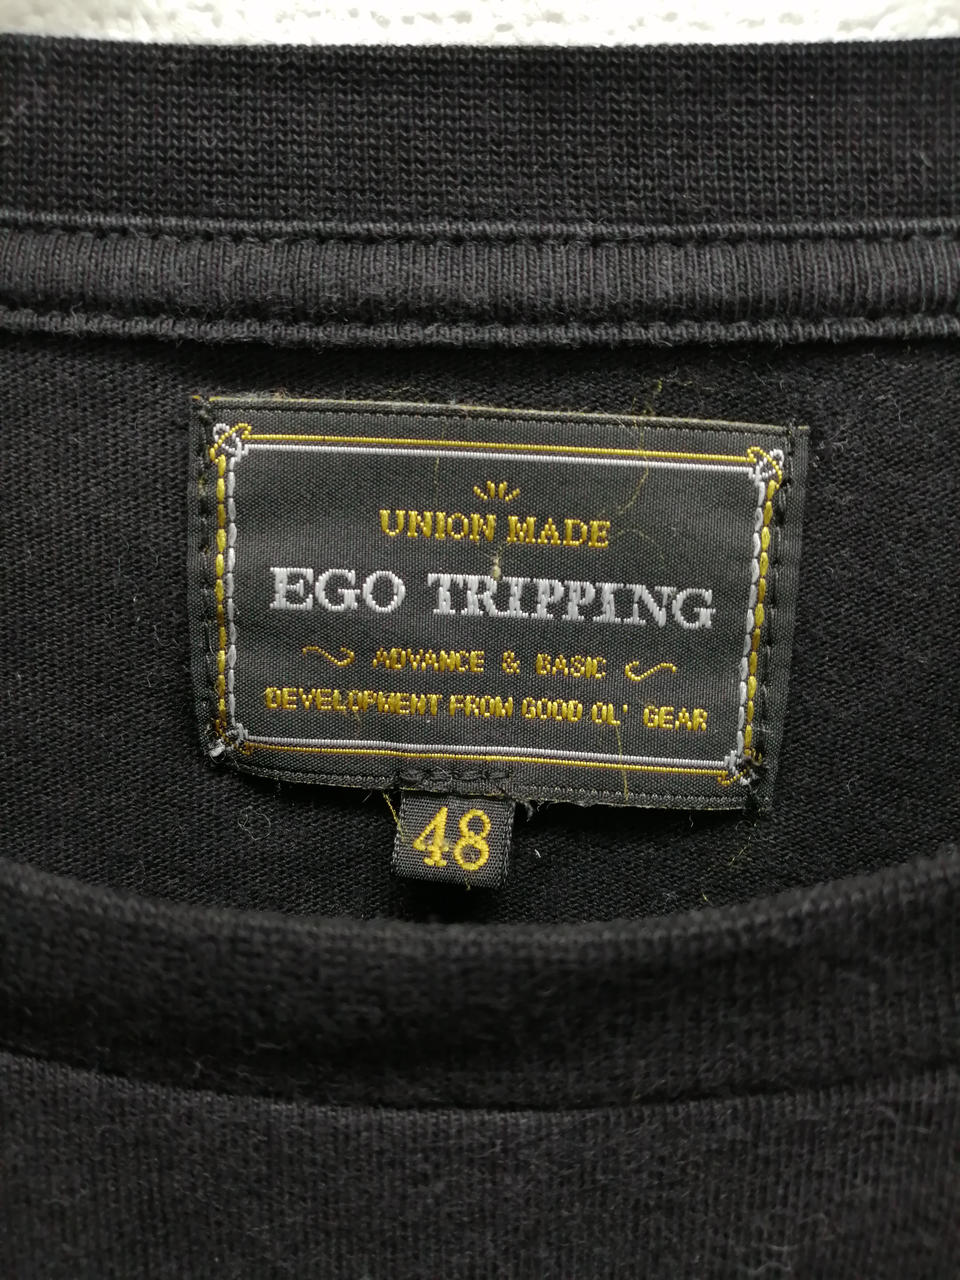 UNION MADE
EGO TRIPPING
ADVANCE & BASIC
DEVELOPMENT FROM GOOD OL' GEAR
48